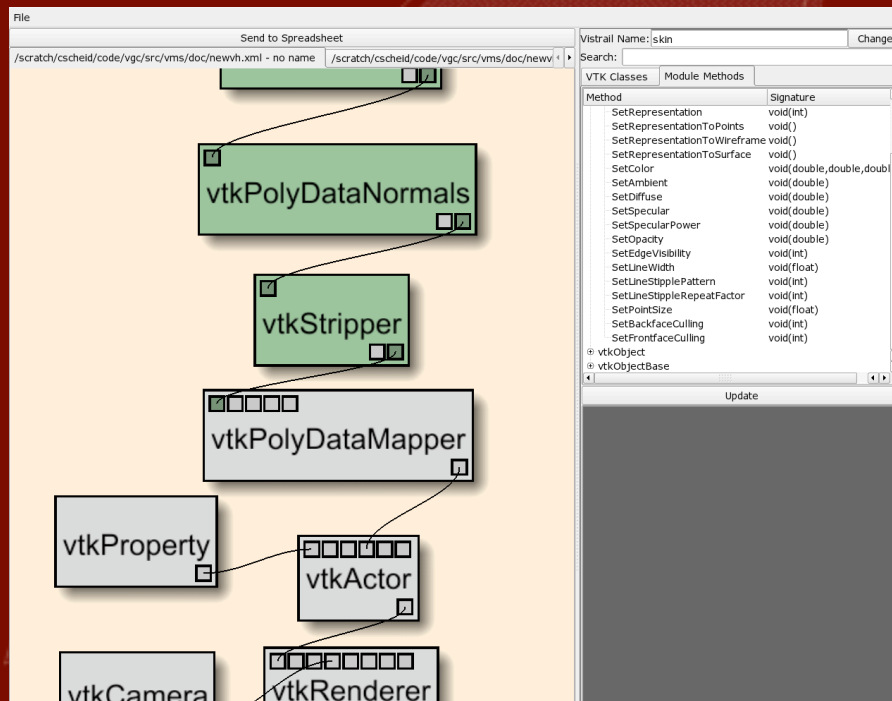 File
Send to Spreadsheet
/scratch/cscheid/code/vgc/src/vms/doc/newvh.xml - no name
/scratch/cscheid/code/vgc/src/vms/doc/newv
vtkPolyDataNormals
vtkStripper
vtkPolyDataMapper
vtkProperty
vtkActor
vtkCamera
vtkRenderer
Vistrail Name: skin Change
Search:
VTK Classes Module Methods
Method Signature
SetRepresentation void(int)
SetRepresentationToPoints void()
SetRepresentationToWireframe void()
SetRepresentationToSurface void()
SetColor void(double,double,doubl
SetAmbient void(double)
SetDiffuse void(double)
SetSpecular void(double)
SetSpecularPower void(double)
SetOpacity void(double)
SetEdgeVisibility void(int)
SetLineWidth void(float)
SetLineStipplePattern void(int)
SetLineStippleRepeatFactor void(int)
SetPointSize void(float)
SetBackfaceCulling void(int)
SetFrontfaceCulling void(int)
vtkObject
vtkObjectBase
Update